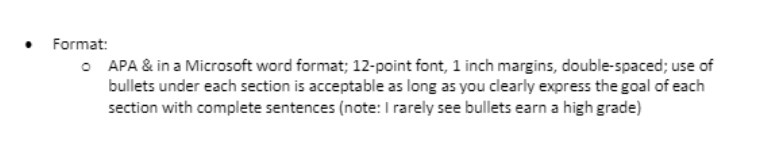 • Format:
o APA & in a Microsoft word format; 12-point font, 1 inch margins, double-spaced; use of
bullets under each section is acceptable as long as you clearly express the goal of each
section with complete sentences (note: I rarely see bullets earn a high grade)